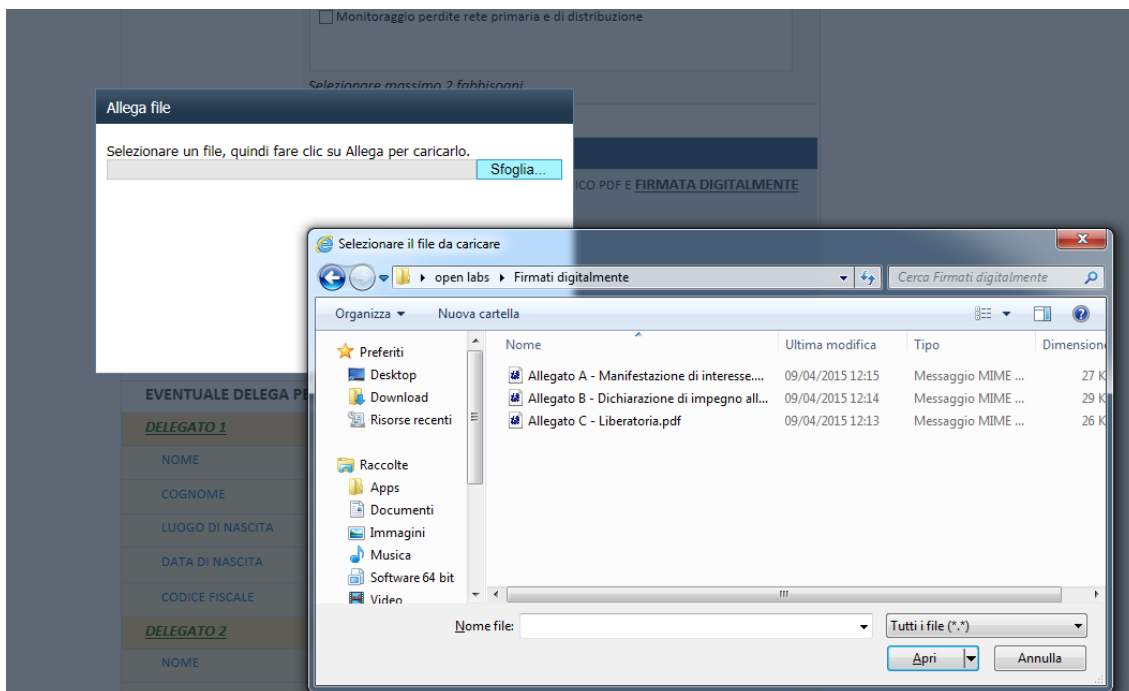 Monitoraggio perdite rete primaria e di distribuzione
Selezionare massimo 2 fabbisogni
Allega file
Selezionare un file, quindi fare clic su Allega per caricarlo.
Sfoglia...
ICO PDF E FIRMATA DIGITALMENTE
Selezionare il file da caricare
open labs Firmati digitalmente
Cerca Firmati digitalmente
Organizza Nuova cartella
Nome Ultima modifica Tipo Dimensione
Preferiti
Desktop
Download
Risorse recenti
Raccolte
Apps
Documenti
Immagini
Musica
Software 64 bit
Video
Allegato A - Manifestazione di interesse.... 09/04/2015 12:15 Messaggio MIME ... 27 K
Allegato B - Dichiarazione di impegno all... 09/04/2015 12:14 Messaggio MIME ... 29 K
Allegato C - Liberatoria.pdf 09/04/2015 12:13 Messaggio MIME ... 26 K
Nome file:
Tutti i file (*.*)
Apri Annulla
EVENTUALE DELEGA PE
DELEGATO 1
NOME
COGNOME
LUOGO DI NASCITA
DATA DI NASCITA
CODICE FISCALE
DELEGATO 2
NOME